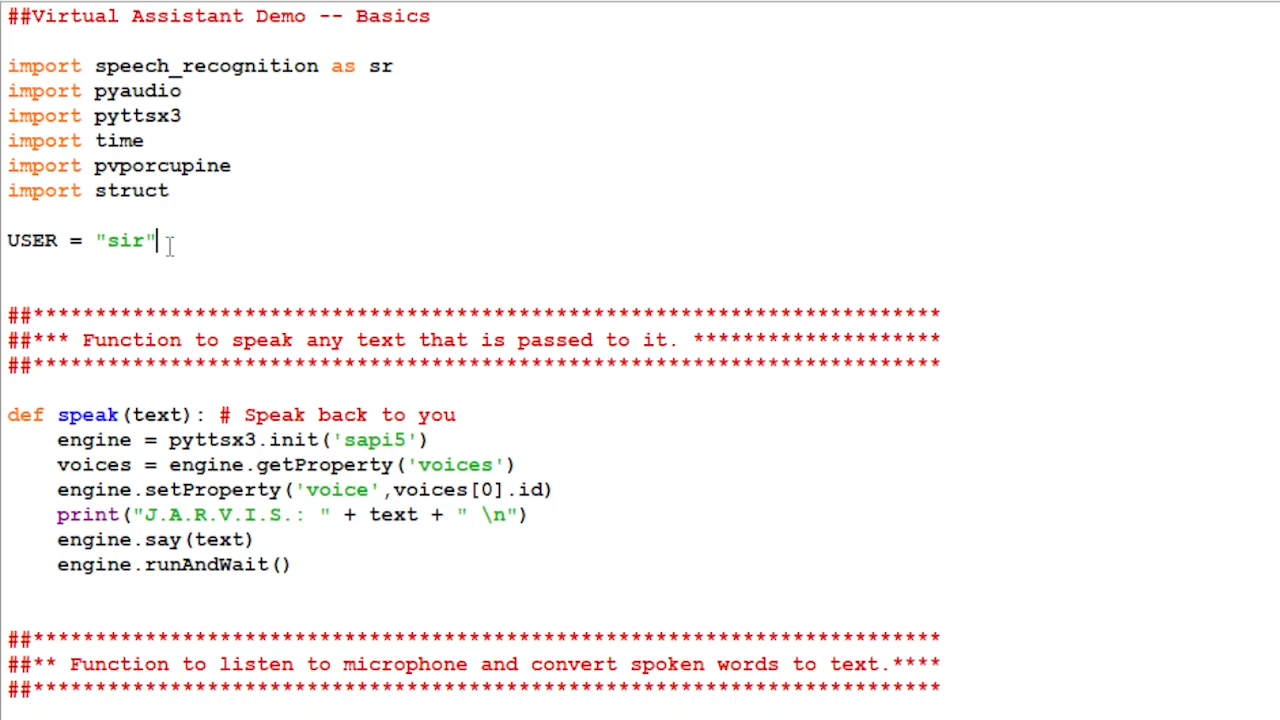 ##Virtual Assistant Demo -- Basics
import speech_recognition as sr
import pyaudio
import pyttsx3
import time
import pvporcupine
import struct
USER = "sir"
##*************************************************************************
##*** Function to speak any text that is passed to it. ********************
##*************************************************************************
def speak(text): # Speak back to you
    engine = pyttsx3.init('sapi5')
    voices = engine.getProperty('voices')
    engine.setProperty('voice',voices[0].id)
    print("J.A.R.V.I.S.: " + text + " \n")
    engine.say(text)
    engine.runAndWait()
##*************************************************************************
##** Function to listen to microphone and convert spoken words to text.****
##*************************************************************************